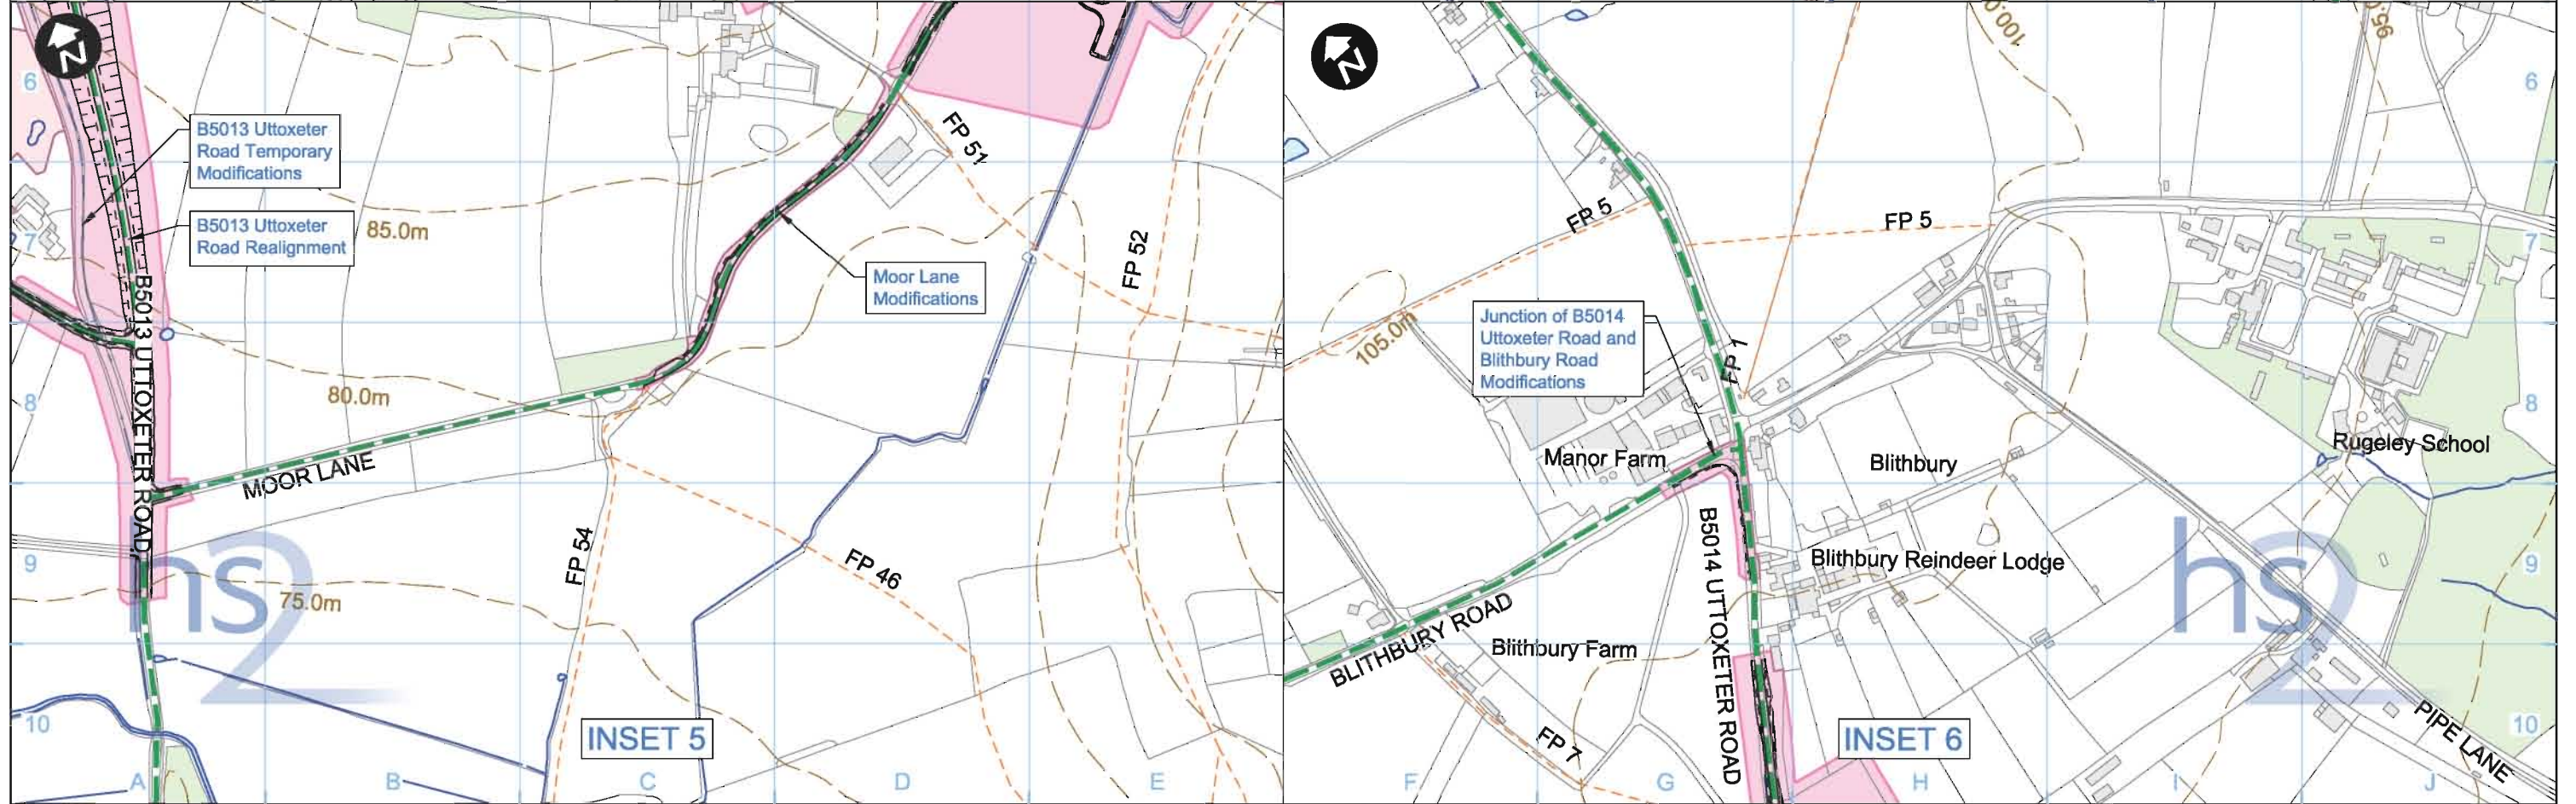 N
6
B5013 Uttoxeter
Road Temporary
Modifications
B5013 Uttoxeter
Road Realignment
7
85.0m
FP 51
FP 52
Moor Lane
Modifications
B5013 UTTOXETER ROAD
8
80.0m
MOOR LANE
9
hs2
75.0m
FP 54
FP 46
10
INSET 5
A
B
C
D
E
N
100.0
95.0
6
FP 5
FP 5
7
105.0m
Junction of B5014
Uttoxeter Road and
Blithbury Road
Modifications
FP 1
8
Manor Farm
Blithbury
Rugeley School
B5014 UTTOXETER ROAD
Blithbury Reindeer Lodge
hs2
9
BLITHBURY ROAD
Blithbury Farm
FP 7
INSET 6
PIPE LANE
10
F
G
H
I
J